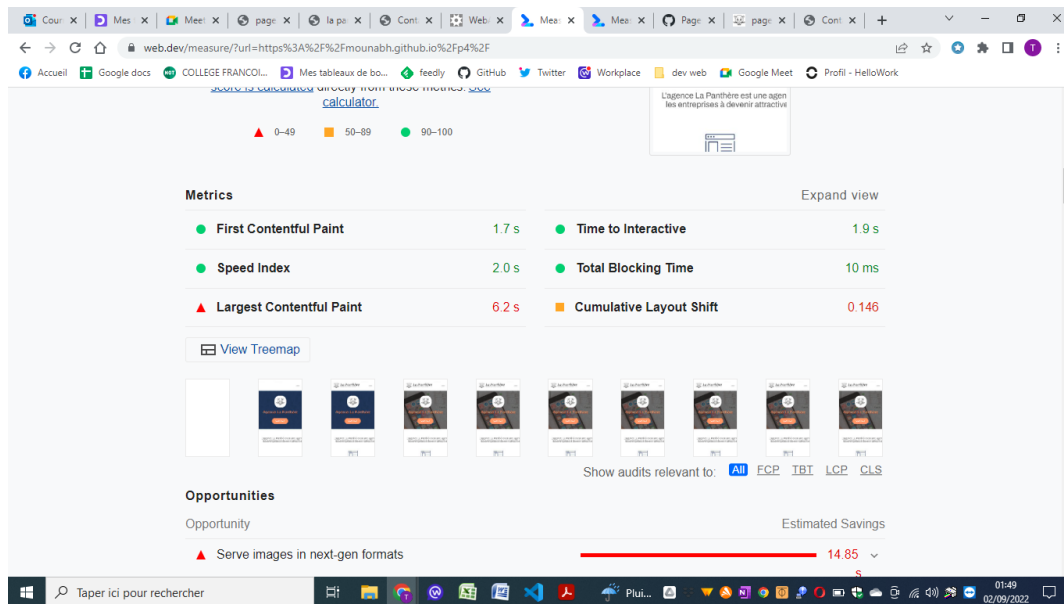 Cour
Mes
Meet
page
la pa
Cont
Web
Meas
Meas
Page
page
Cont
web.dev/measure/?url=https%3A%2F%2Fmounabh.github.io%2Fp4%2F
T
Accueil
Google docs
COLLEGE FRANCOI...
Mes tableaux de bo...
feedly
GitHub
Twitter
Workplace
dev web
Google Meet
Profil - HelloWork
score is calculated directly from these metrics. See
calculator.
0–49 50–89 90–100
L'agence La Panthère est une agen
les entreprises à devenir attractive
Metrics
Expand view
First Contentful Paint 1.7 s
Time to Interactive 1.9 s
Speed Index 2.0 s
Total Blocking Time 10 ms
Largest Contentful Paint 6.2 s
Cumulative Layout Shift 0.146
View Treemap
Show audits relevant to: All FCP TBT LCP CLS
Opportunities
Opportunity Estimated Savings
Serve images in next-gen formats 14.85
s
Taper ici pour rechercher
Plui...
01:49
02/09/2022